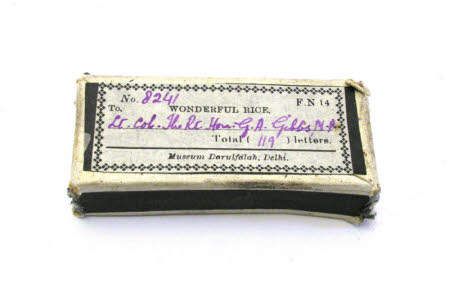 No. 8241
F.N 14
To. WONDERFUL RICE.
Lt. Col. The Rt. Hon. G. A. Gibbs M.P.
Total ( 119 ) letters.
Museum Darulfalah, Delhi.